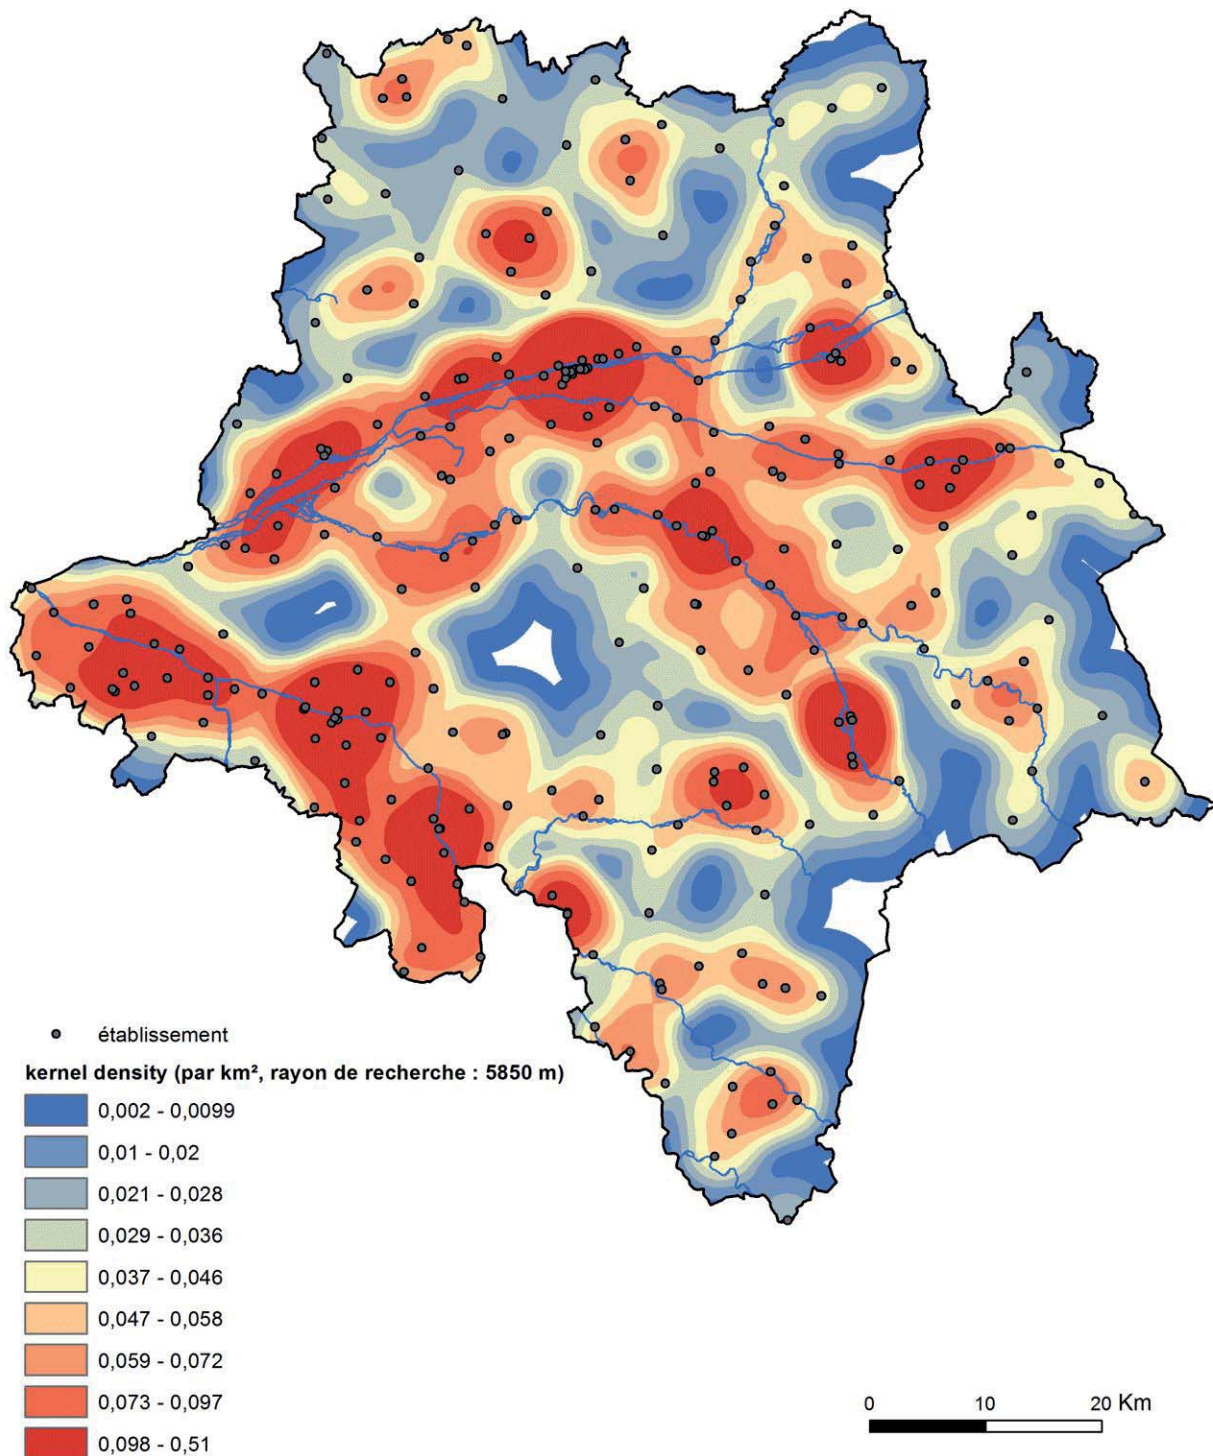 établissement
kernel density (par km², rayon de recherche : 5850 m)
0,002 - 0,0099
0,01 - 0,02
0,021 - 0,028
0,029 - 0,036
0,037 - 0,046
0,047 - 0,058
0,059 - 0,072
0,073 - 0,097
0,098 - 0,51
0 10 20 Km